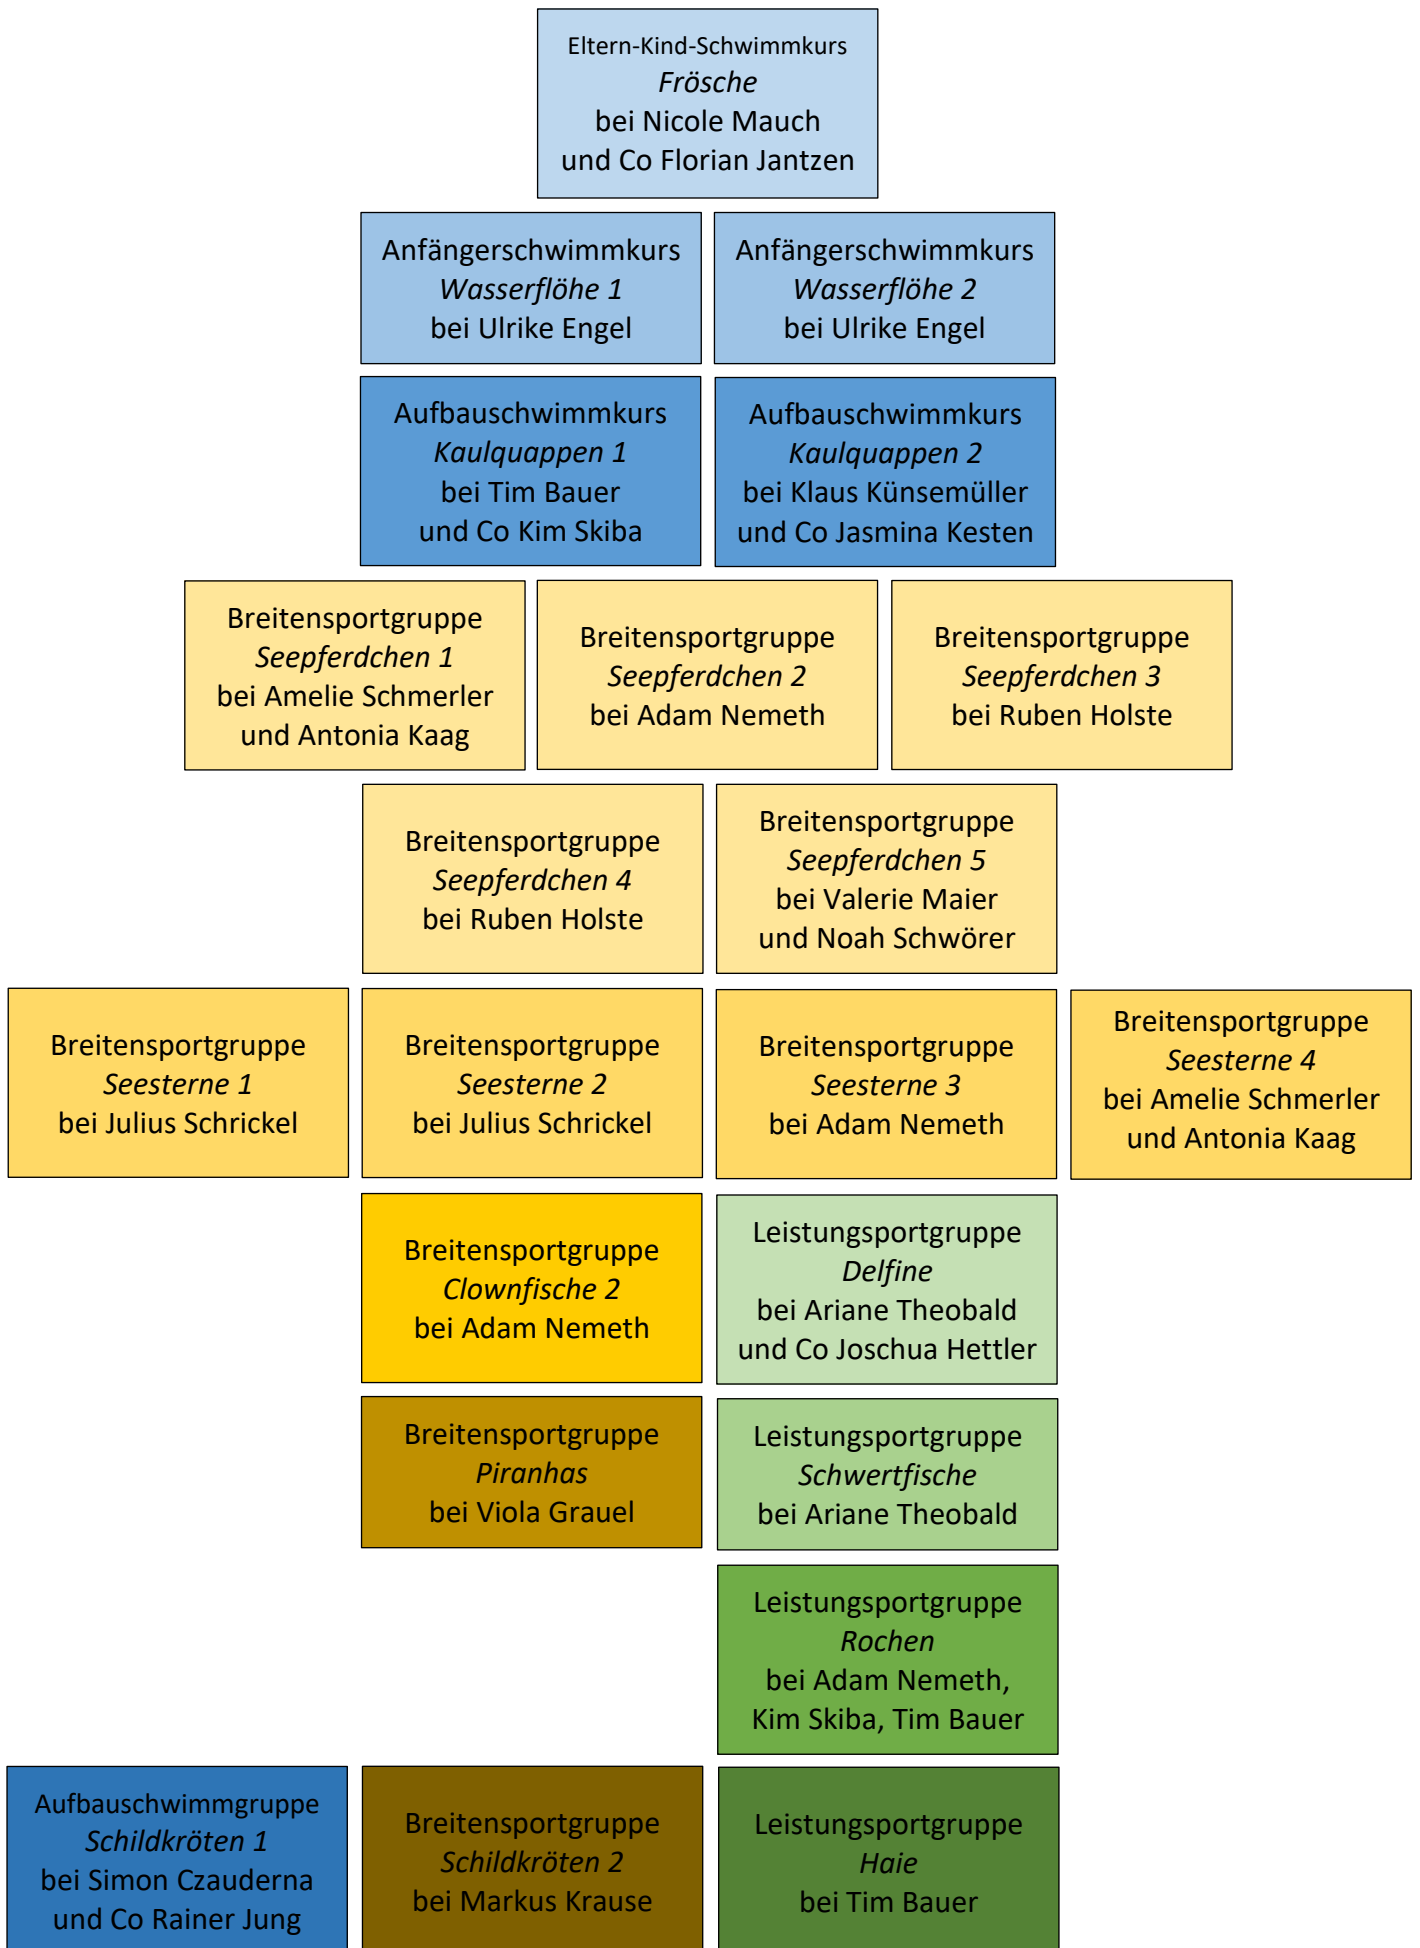 Eltern-Kind-Schwimmkurs
Frösche
bei Nicole Mauch
und Co Florian Jantzen
Anfängerschwimmkurs
Wasserflöhe 1
bei Ulrike Engel
Anfängerschwimmkurs
Wasserflöhe 2
bei Ulrike Engel
Aufbauschwimmkurs
Kaulquappen 1
bei Tim Bauer
und Co Kim Skiba
Aufbauschwimmkurs
Kaulquappen 2
bei Klaus Künsemüller
und Co Jasmina Kesten
Breitensportgruppe
Seepferdchen 1
bei Amelie Schmerler
und Antonia Kaag
Breitensportgruppe
Seepferdchen 2
bei Adam Nemeth
Breitensportgruppe
Seepferdchen 3
bei Ruben Holste
Breitensportgruppe
Seepferdchen 4
bei Ruben Holste
Breitensportgruppe
Seepferdchen 5
bei Valerie Maier
und Noah Schwörer
Breitensportgruppe
Seesterne 1
bei Julius Schrickel
Breitensportgruppe
Seesterne 2
bei Julius Schrickel
Breitensportgruppe
Seesterne 3
bei Adam Nemeth
Breitensportgruppe
Seesterne 4
bei Amelie Schmerler
und Antonia Kaag
Breitensportgruppe
Clownfische 2
bei Adam Nemeth
Leistungsportgruppe
Delfine
bei Ariane Theobald
und Co Joschua Hettler
Breitensportgruppe
Piranhas
bei Viola Grauel
Leistungsportgruppe
Schwertfische
bei Ariane Theobald
Leistungsportgruppe
Rochen
bei Adam Nemeth,
Kim Skiba, Tim Bauer
Aufbauschwimmgruppe
Schildkröten 1
bei Simon Czauderna
und Co Rainer Jung
Breitensportgruppe
Schildkröten 2
bei Markus Krause
Leistungsportgruppe
Haie
bei Tim Bauer